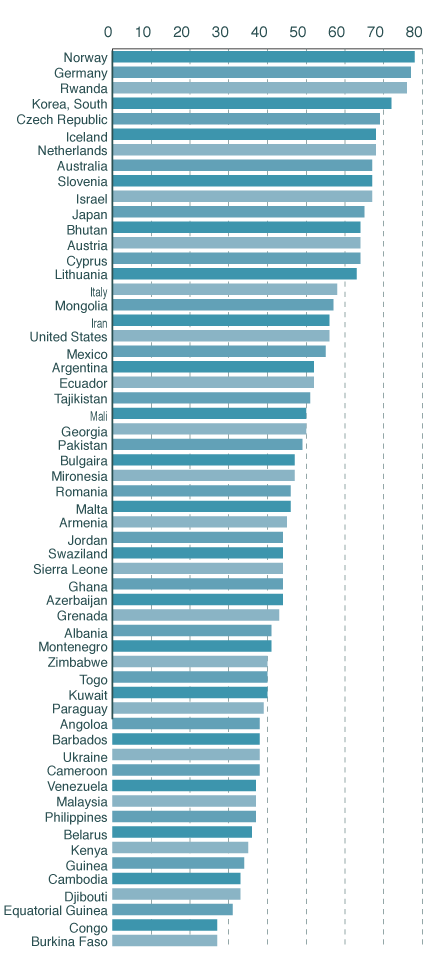 0 10 20 30 40 50 60 70 80
Norway
Germany
Rwanda
Korea, South
Czech Republic
Iceland
Netherlands
Australia
Slovenia
Israel
Japan
Bhutan
Austria
Cyprus
Lithuania
Italy
Mongolia
Iran
United States
Mexico
Argentina
Ecuador
Tajikistan
Mali
Georgia
Pakistan
Bulgaira
Mironesia
Romania
Malta
Armenia
Jordan
Swaziland
Sierra Leone
Ghana
Azerbaijan
Grenada
Albania
Montenegro
Zimbabwe
Togo
Kuwait
Paraguay
Angoloa
Barbados
Ukraine
Cameroon
Venezuela
Malaysia
Philippines
Belarus
Kenya
Guinea
Cambodia
Djibouti
Equatorial Guinea
Congo
Burkina Faso